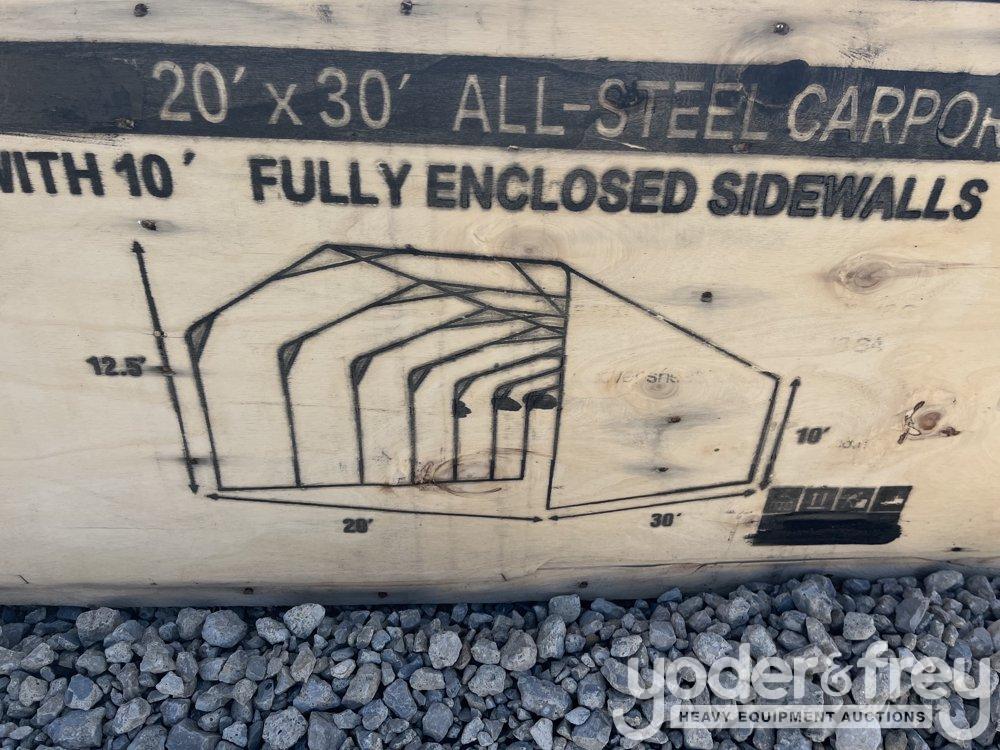 20' x 30' ALL-STEEL CARPOR
WITH 10' FULLY ENCLOSED SIDEWALLS
12.5'
10'
20'
30'
yoder&frey
HEAVY EQUIPMENT AUCTIONS